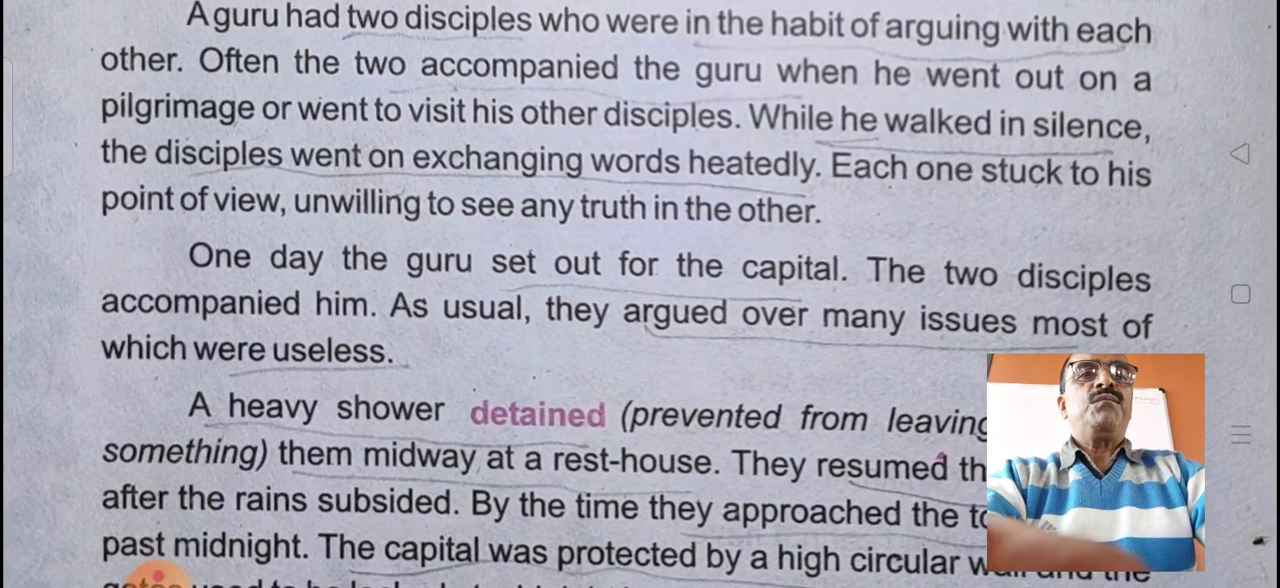 A guru had two disciples who were in the habit of arguing with each
other. Often the two accompanied the guru when he went out on a
pilgrimage or went to visit his other disciples. While he walked in silence,
the disciples went on exchanging words heatedly. Each one stuck to his
point of view, unwilling to see any truth in the other.
One day the guru set out for the capital. The two disciples
accompanied him. As usual, they argued over many issues most of
which were useless.
A heavy shower detained (prevented from leaving
something) them midway at a rest-house. They resumed
after the rains subsided. By the time they approached the
past midnight. The capital was protected by a high circular